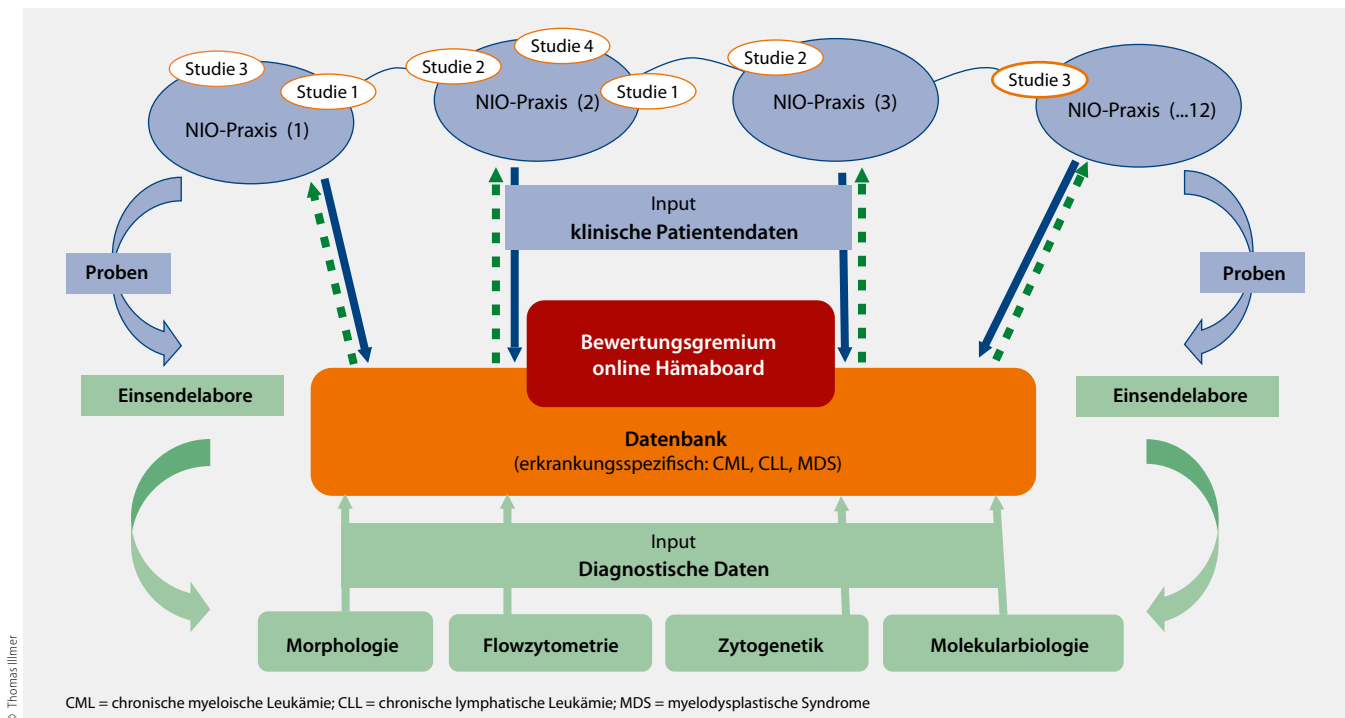 Studie 3
Studie 1
NIO-Praxis (1)
Studie 2
Studie 4
Studie 1
NIO-Praxis (2)
Studie 2
NIO-Praxis (3)
Studie 3
NIO-Praxis (...12)
Input
klinische Patientendaten
Proben
Proben
Bewertungsgremium
online Hämaboard
Einsendelabore
Einsendelabore
Datenbank
(erkrankungsspezifisch: CML, CLL, MDS)
Input
Diagnostische Daten
Morphologie
Flowzytometrie
Zytogenetik
Molekularbiologie
CML = chronische myeloische Leukämie; CLL = chronische lymphatische Leukämie; MDS = myelodysplastische Syndrome
© Thomas Illmer